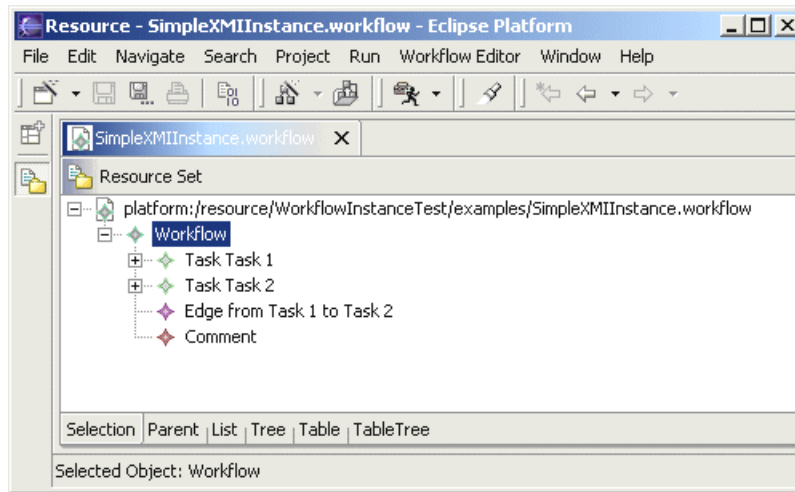 Resource - SimpleXMIInstance.workflow - Eclipse Platform
File Edit Navigate Search Project Run Workflow Editor Window Help
SimpleXMIInstance.workflow
Resource Set
platform:/resource/WorkflowInstanceTest/examples/SimpleXMIInstance.workflow
Workflow
Task Task 1
Task Task 2
Edge from Task 1 to Task 2
Comment
Selection Parent List Tree Table TableTree
Selected Object: Workflow